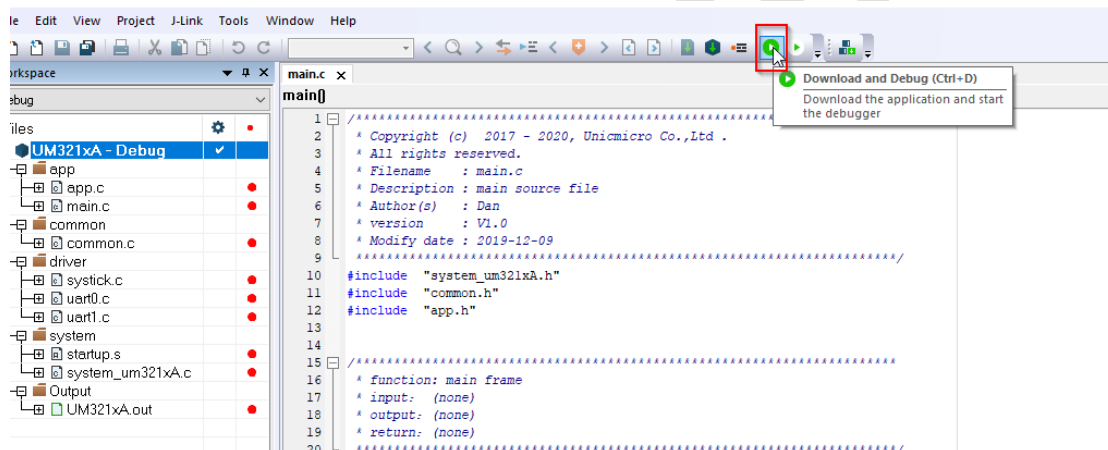 le Edit View Project J-Link Tools Window Help
orkspace
main.c x
ebug
main()
iles
UM321xA - Debug
app
app.c
main.c
common
common.c
driver
systick.c
uart0.c
uart1.c
system
startup.s
system_um321xA.c
Output
UM321xA.out
Download and Debug (Ctrl+D)
Download the application and start
the debugger
1 /***********************************************************************
2 * Copyright (c) 2017 - 2020, Unicmicro Co.,Ltd .
3 * All rights reserved.
4 * Filename : main.c
5 * Description : main source file
6 * Author(s) : Dan
7 * version : V1.0
8 * Modify date : 2019-12-09
9 ***********************************************************************/
10 #include "system_um321xA.h"
11 #include "common.h"
12 #include "app.h"
13
14
15 /***********************************************************************
16 * function: main frame
17 * input: (none)
18 * output: (none)
19 * return: (none)
20 ***********************************************************************/